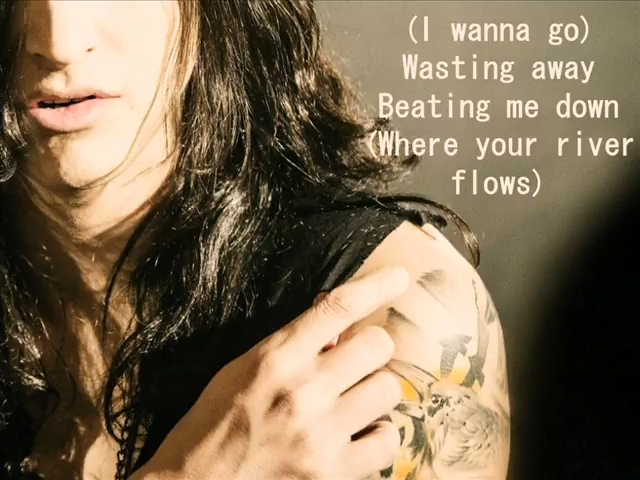 (I wanna go)
Wasting away
Beating me down
(Where your river
flows)